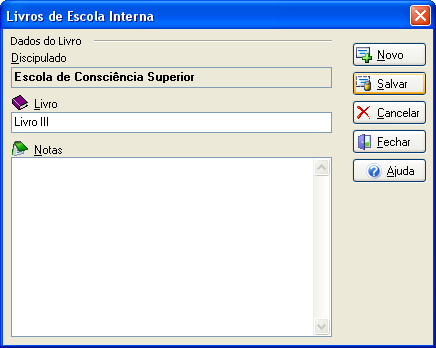 Livros de Escola Interna
Dados do Livro
Discipulado
Escola de Consciência Superior
Livro
Livro III
Notas
Novo
Salvar
Cancelar
Fechar
Ajuda